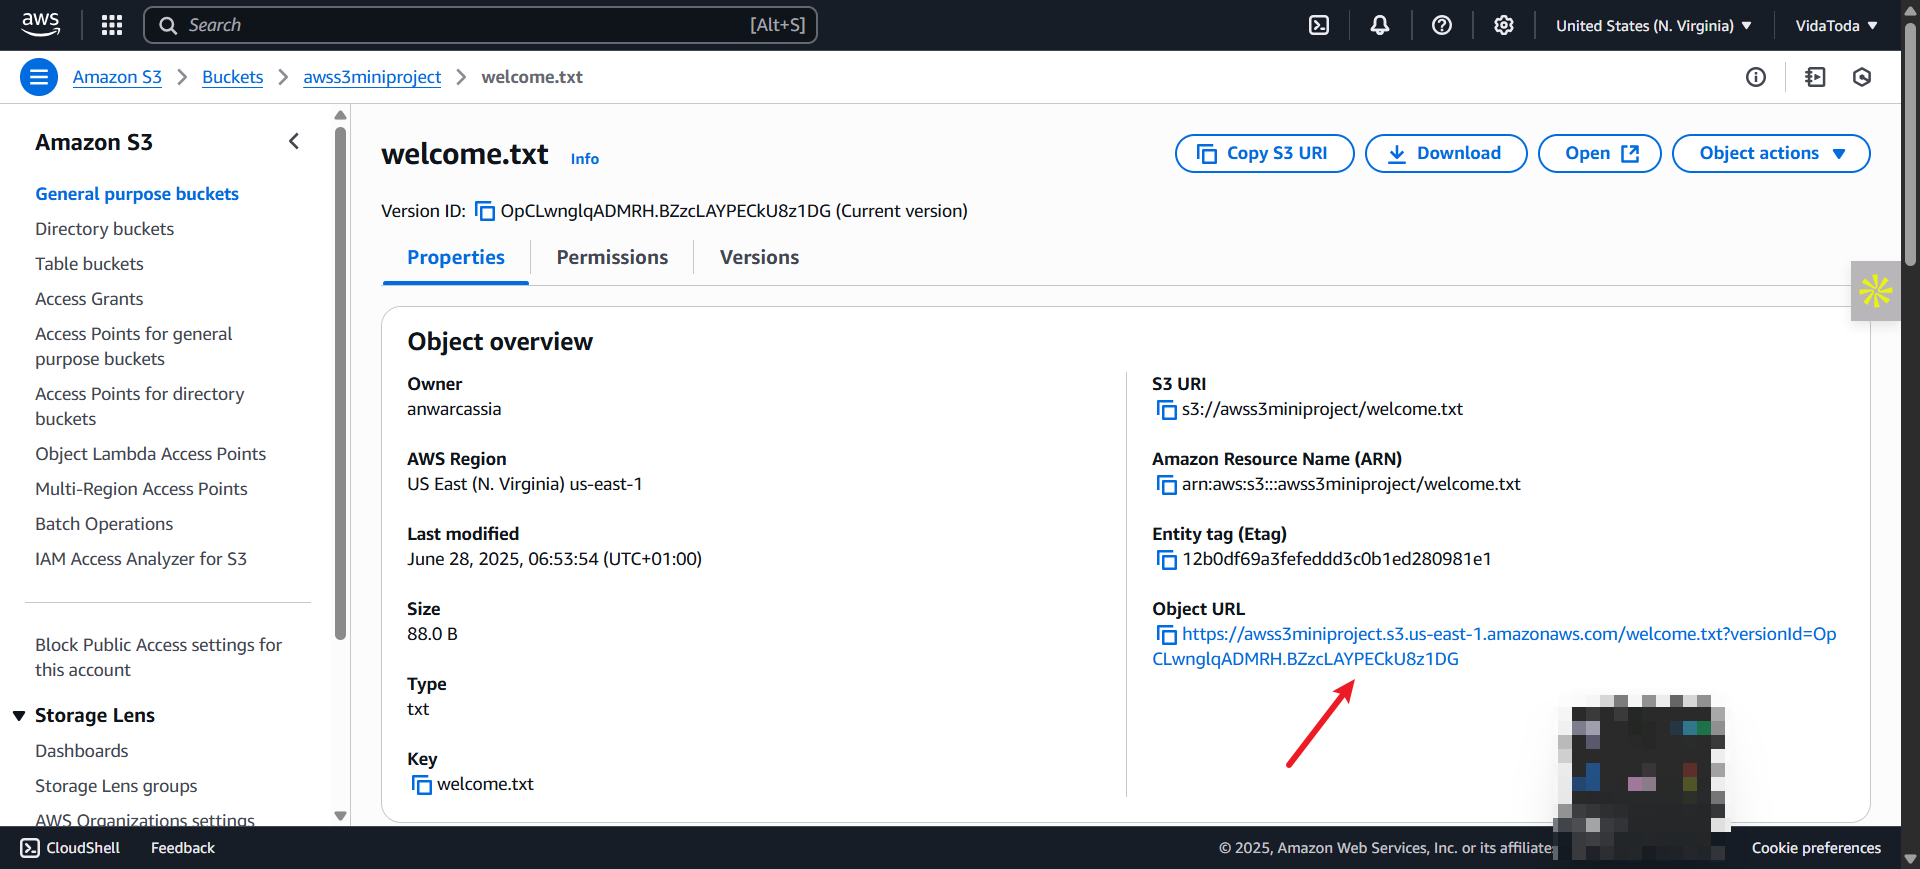 aws
Search
[Alt+S]
United States (N. Virginia)
VidaToda
Amazon S3
Buckets
awss3miniproject
welcome.txt
Amazon S3
General purpose buckets
Directory buckets
Table buckets
Access Grants
Access Points for general
purpose buckets
Access Points for directory
buckets
Object Lambda Access Points
Multi-Region Access Points
Batch Operations
IAM Access Analyzer for S3
Block Public Access settings for
this account
Storage Lens
Dashboards
Storage Lens groups
AWS Organizations settings
welcome.txt
Info
Copy S3 URI
Download
Open
Object actions
Version ID:
OpCLwnglqADMRH.BZzcLAYPECkU8z1DG (Current version)
Properties
Permissions
Versions
Object overview
Owner
anwarcassia
AWS Region
US East (N. Virginia) us-east-1
Last modified
June 28, 2025, 06:53:54 (UTC+01:00)
Size
88.0 B
Type
txt
Key
welcome.txt
S3 URI
s3://awss3miniproject/welcome.txt
Amazon Resource Name (ARN)
arn:aws:s3:::awss3miniproject/welcome.txt
Entity tag (Etag)
12b0df69a3fefeddd3c0b1ed280981e1
Object URL
https://awss3miniproject.s3.us-east-1.amazonaws.com/welcome.txt?versionId=Op
CLwnglqADMRH.BZzcLAYPECkU8z1DG
CloudShell
Feedback
© 2025, Amazon Web Services, Inc. or its affiliates
Cookie preferences